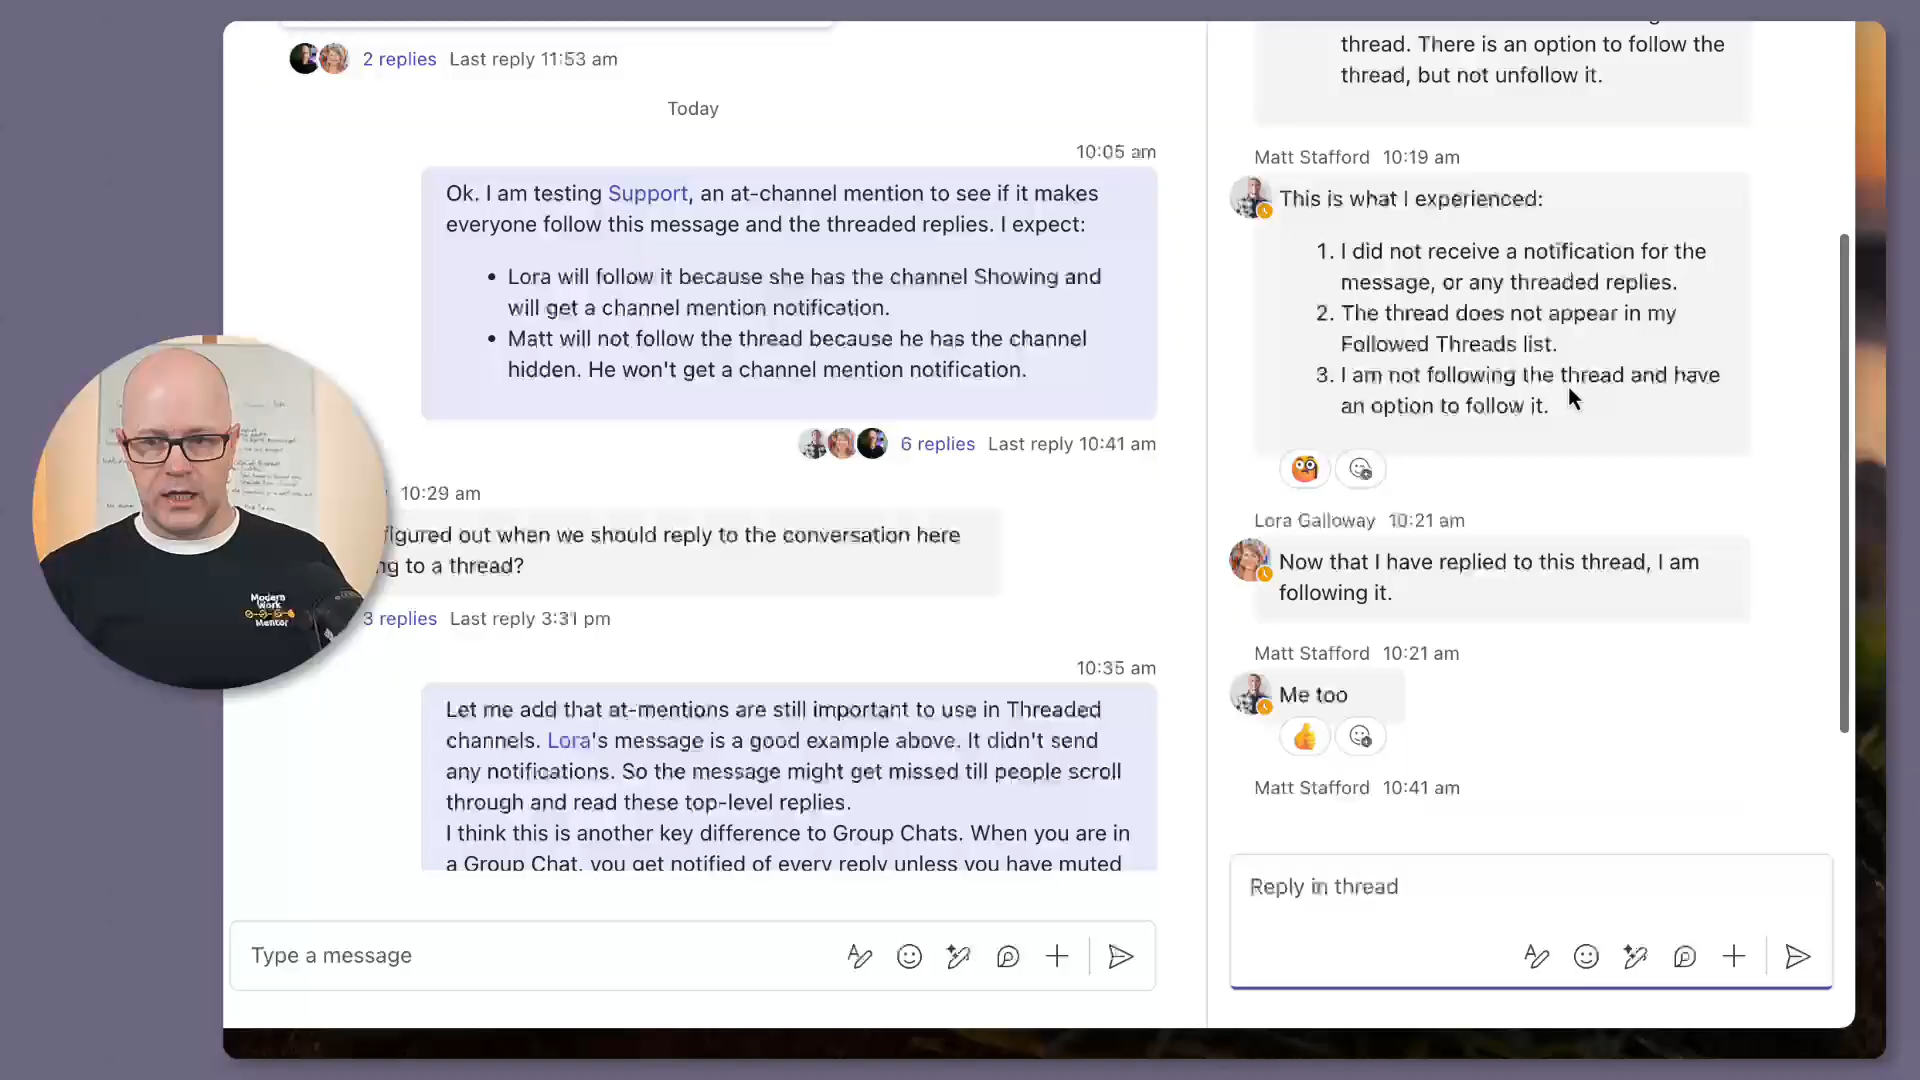 2 replies Last reply 11:53 am
Today
10:05 am
Ok. I am testing Support, an at-channel mention to see if it makes
everyone follow this message and the threaded replies. I expect:
• Lora will follow it because she has the channel Showing and
will get a channel mention notification.
• Matt will not follow the thread because he has the channel
hidden. He won't get a channel mention notification.
6 replies Last reply 10:41 am
10:29 am
figured out when we should reply to the conversation here
ng to a thread?
3 replies Last reply 3:31 pm
10:35 am
Let me add that at-mentions are still important to use in Threaded
channels. Lora's message is a good example above. It didn't send
any notifications. So the message might get missed till people scroll
through and read these top-level replies.
I think this is another key difference to Group Chats. When you are in
a Group Chat, you get notified of every reply unless you have muted
Type a message
thread. There is an option to follow the
thread, but not unfollow it.
Matt Stafford 10:19 am
This is what I experienced:
1. I did not receive a notification for the
message, or any threaded replies.
2. The thread does not appear in my
Followed Threads list.
3. I am not following the thread and have
an option to follow it.
Lora Galloway 10:21 am
Now that I have replied to this thread, I am
following it.
Matt Stafford 10:21 am
Me too
Matt Stafford 10:41 am
Reply in thread
Modern
Work
Mentor